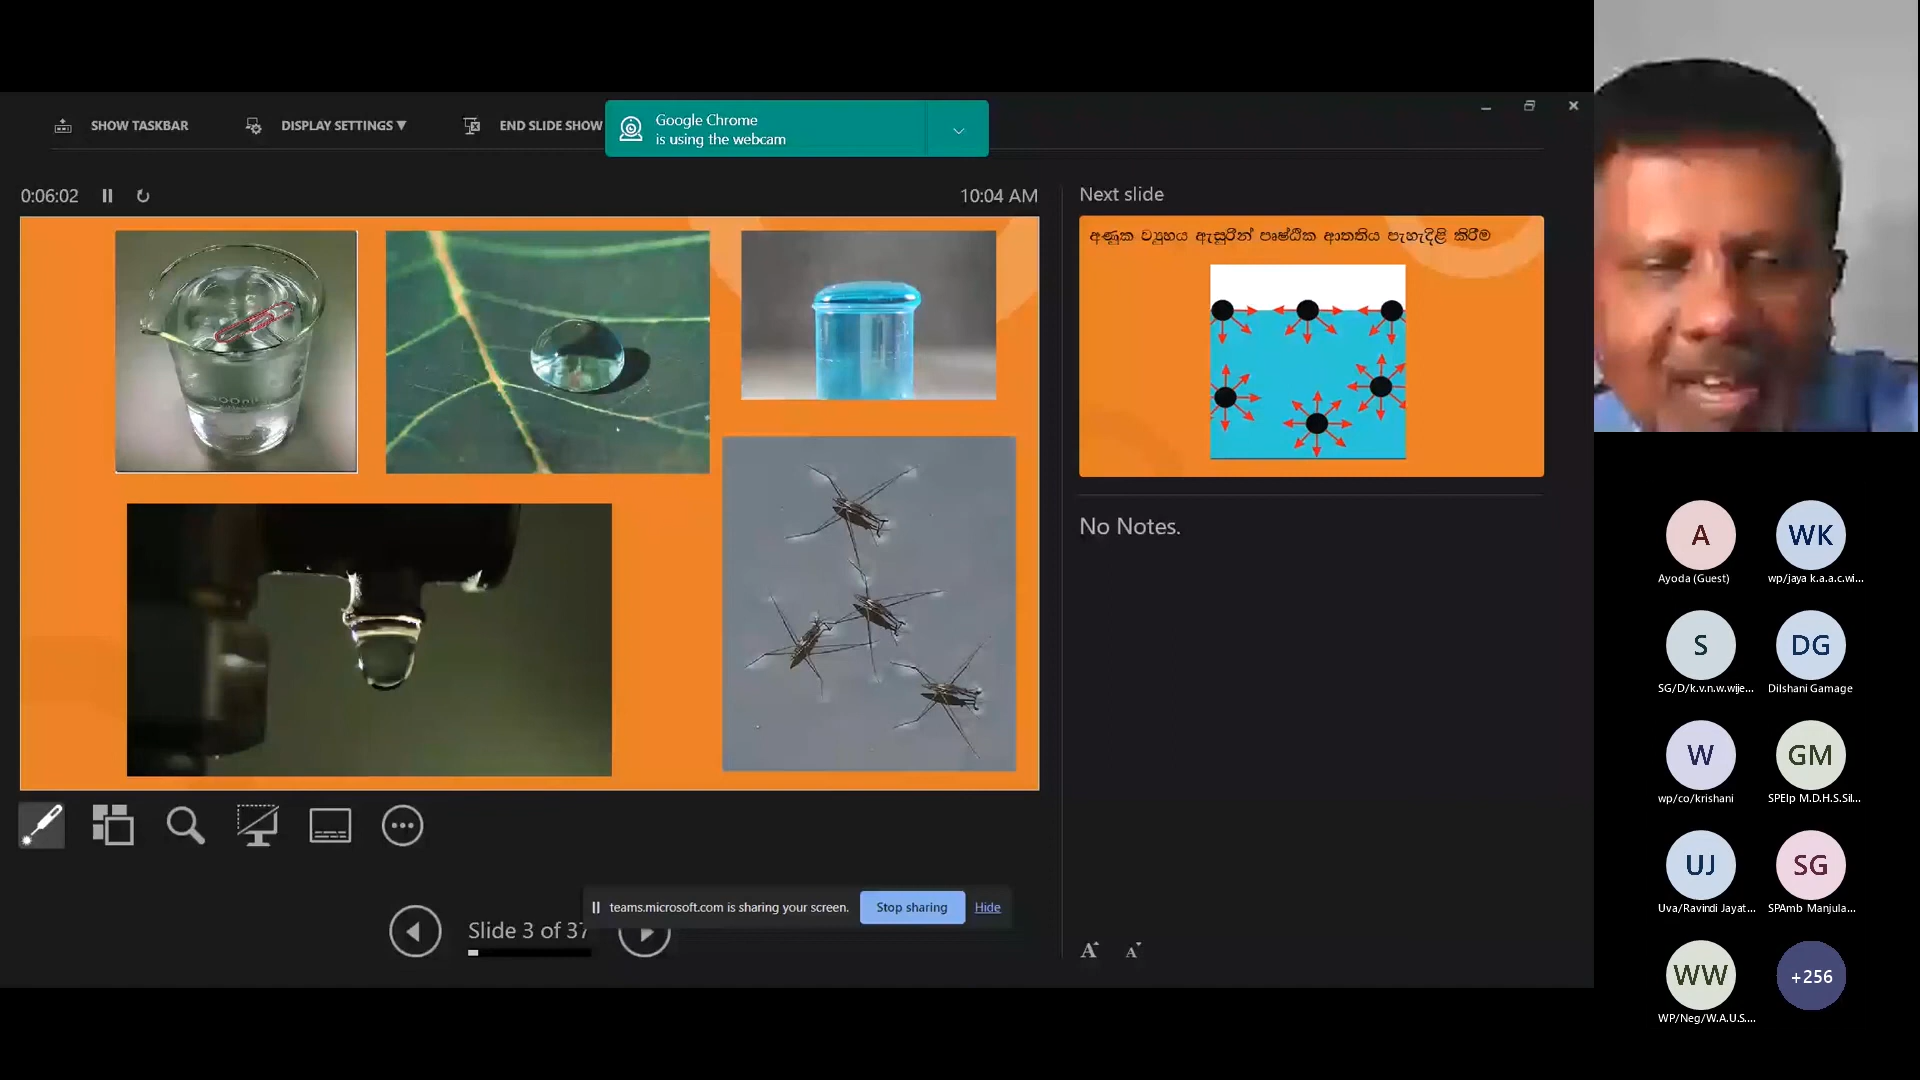 SHOW TASKBAR
DISPLAY SETTINGS ▼
END SLIDE SHOW
Google Chrome
is using the webcam
0:06:02
10:04 AM
Next slide
අණුක ව්‍යුහය ඇසුරින් පෘෂ්ඨික ආතතිය පැහැදිළි කිරීම
No Notes.
teams.microsoft.com is sharing your screen.
Stop sharing
Hide
Slide 3 of 37
A
A
A
WK
Ayoda (Guest)
wp/jaya k.a.a.c.wi...
S
DG
SG/D/k.v.n.w.wije...
Dilshani Gamage
W
GM
wp/co/krishani
SPElp M.D.H.S.Sil...
UJ
SG
Uva/Ravindi Jayat...
SPAmb Manjula...
WW
+256
WP/Neg/W.A.U.S....